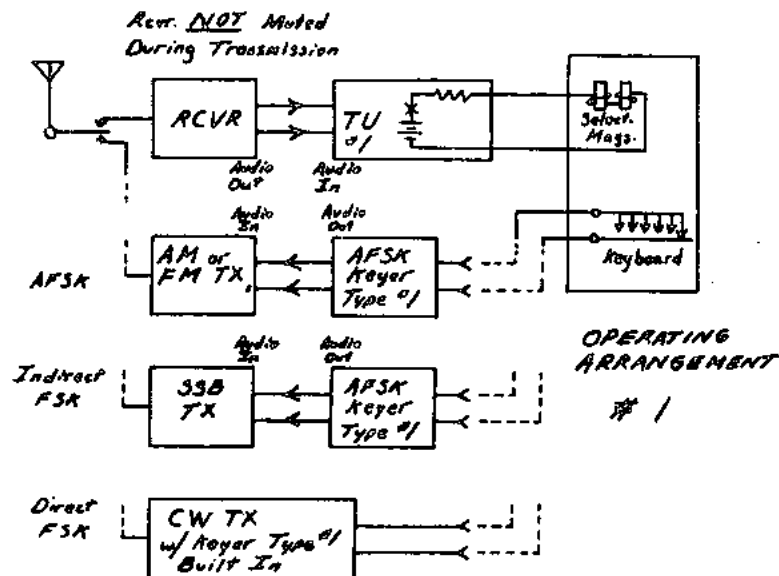 Rcvr. NOT Muted
During Transmission
RCVR
TU
#1
Select.
Mags.
Audio
Out
Audio
In
Audio
In
Audio
Out
Keyboard
AFSK
AM or
FM TX.
AFSK
Keyer
Type #1
OPERATING
ARRANGEMENT
#1
Audio
In
Audio
Out
Indirect
FSK
SSB
TX
AFSK
Keyer
Type #1
Direct
FSK
CW TX
w/ Keyer Type #1
Built In